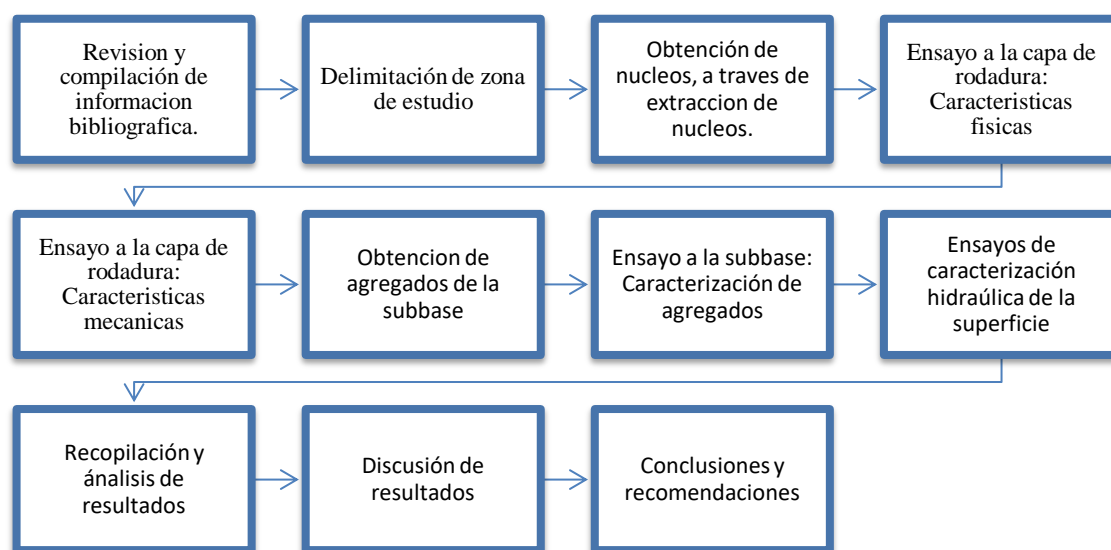 Revision y
compilación de
informacion
bibliografica.
Delimitación de zona
de estudio
Obtención de
nucleos, a traves de
extraccion de
nucleos.
Ensayo a la capa de
rodadura:
Caracteristicas
fisicas
Ensayo a la capa de
rodadura:
Caracteristicas
mecanicas
Obtencion de
agregados de la
subbase
Ensayo a la subbase:
Caracterización de
agregados
Ensayos de
caracterización
hidraúlica de la
superficie
Recopilación y
ánalisis de
resultados
Discusión de
resultados
Conclusiones y
recomendaciones